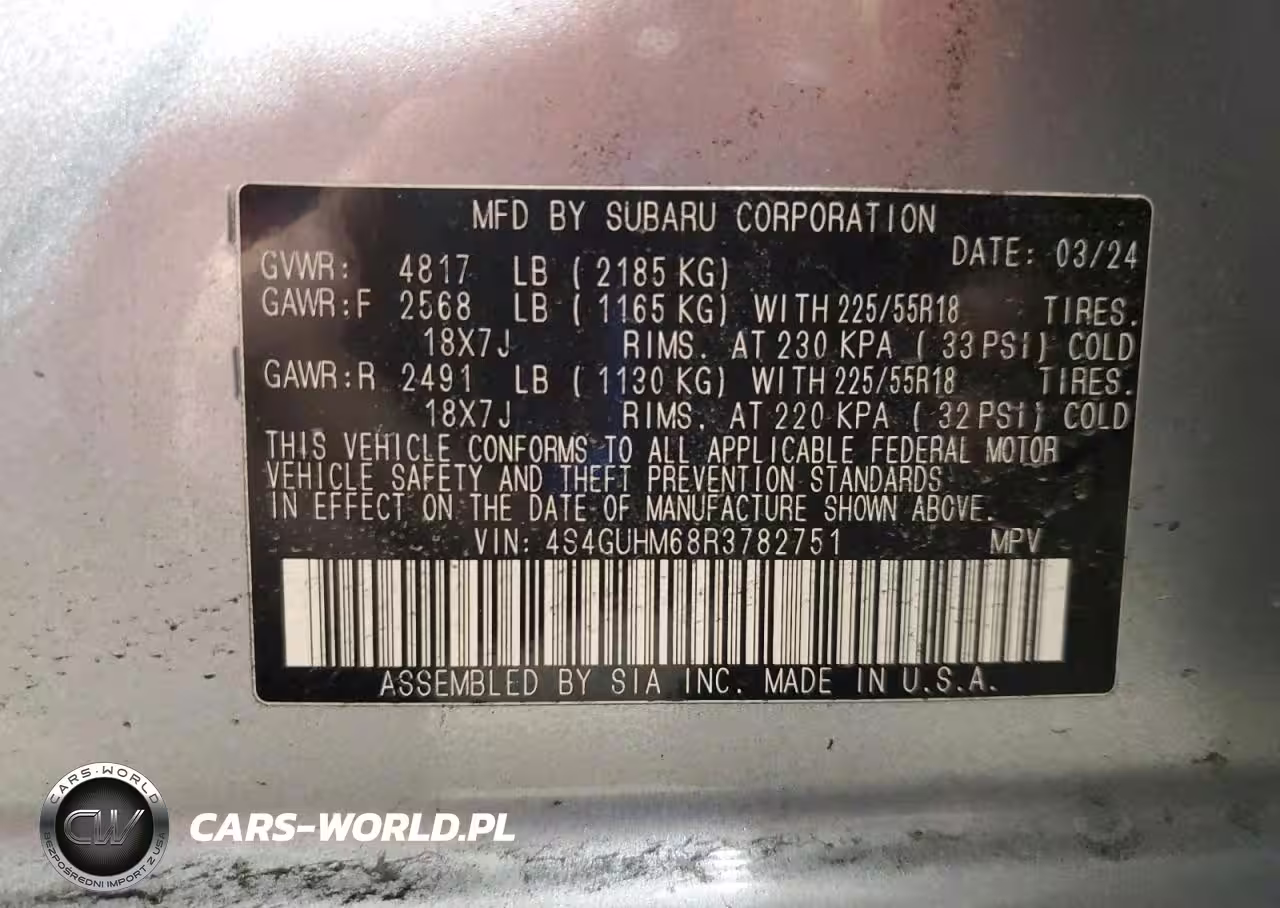 MFD BY SUBARU CORPORATION
DATE: 03/24
GVWR: 4817 LB ( 2185 KG)
GAWR:F 2568 LB ( 1165 KG) WITH 225/55R18 TIRES.
18X7J RIMS. AT 230 KPA ( 33 PSi) COLD
GAWR:R 2491 LB ( 1130 KG) WITH 225/55R18 TIRES.
18X7J RIMS. AT 220 KPA ( 32 PSi) COLD
THIS VEHICLE CONFORMS TO ALL APPLICABLE FEDERAL MOTOR
VEHICLE SAFETY AND THEFT PREVENTION STANDARDS
IN EFFECT ON THE DATE OF MANUFACTURE SHOWN ABOVE.
VIN: 4S4GUHM68R3782751 MPV
ASSEMBLED BY SIA INC. MADE IN U.S.A.
CARS-WORLD
CW
BEZPOŚREDNI IMPORT Z USA
CARS-WORLD.PL